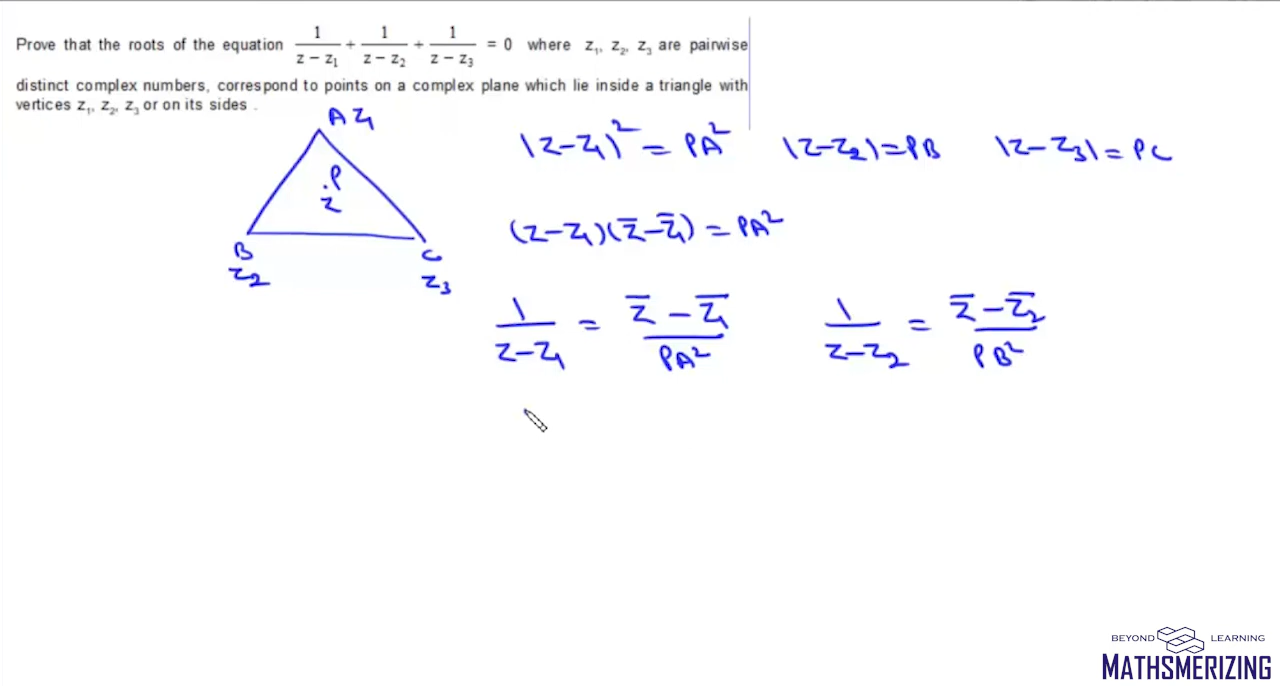 Prove that the roots of the equation 1/(z − z₁) + 1/(z − z₂) + 1/(z − z₃) = 0 where z₁, z₂, z₃ are pairwise
distinct complex numbers, correspond to points on a complex plane which lie inside a triangle with
vertices z₁, z₂, z₃ or on its sides .
A z₁
P
z
B
z₂
C
z₃
|z−z₁|² = PA² |z−z₂| = PB |z−z₃| = PC
(z−z₁)(z̅−z̅₁) = PA²
1/(z−z₁) = (z̅ − z̅₁)/PA² 1/(z−z₂) = (z̅ − z̅₂)/PB²
BEYOND LEARNING
MATHSMERIZING